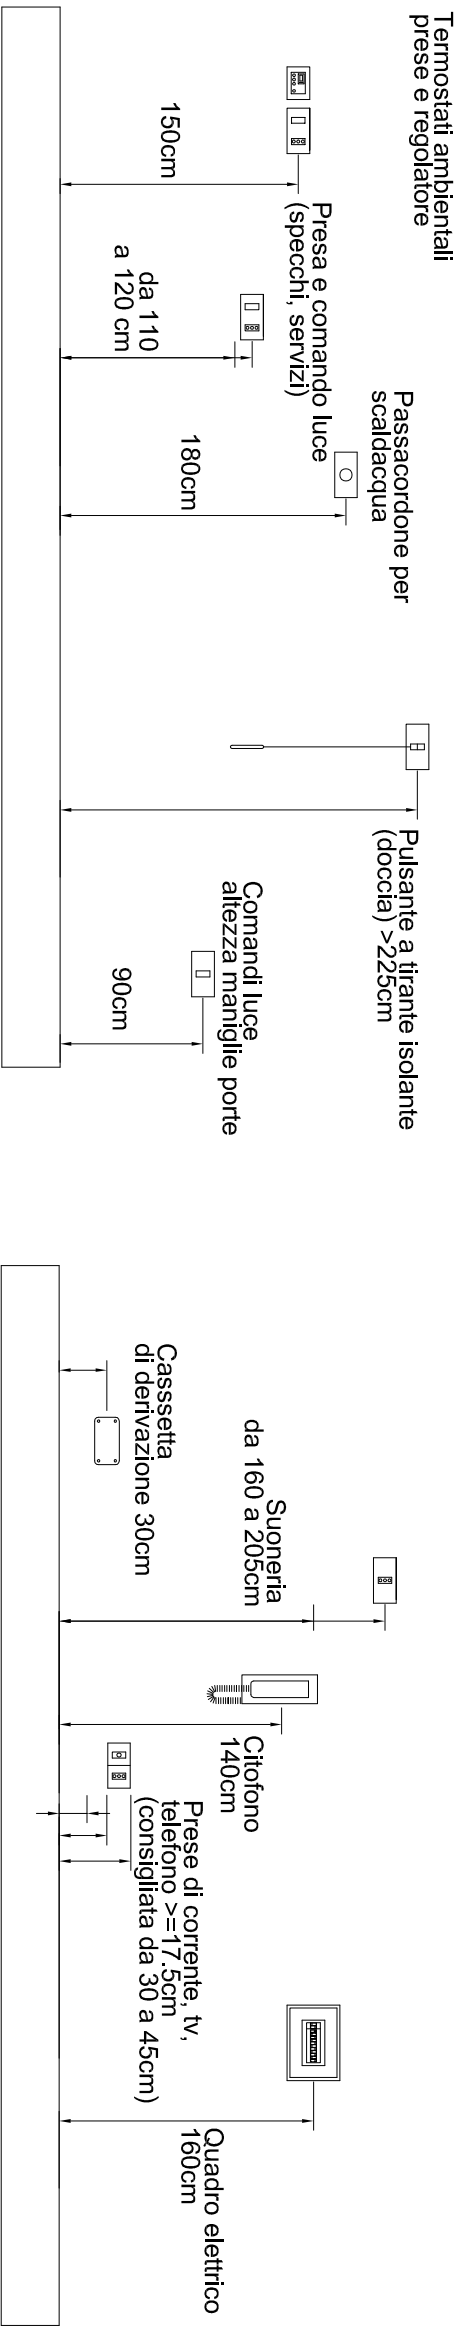 Termostati ambientali
prese e regolatore
150cm
Presa e comando luce
(specchi, servizi)
da 110
a 120 cm
Passacordone per
scaldacqua
180cm
Pulsante a tirante isolante
(doccia) >225cm
Comandi luce
altezza maniglie porte
90cm
Casssetta
di derivazione 30cm
Suoneria
da 160 a 205cm
Citofono
140cm
Prese di corrente, tv,
telefono >=17.5cm
(consigliata da 30 a 45cm)
Quadro elettrico
160cm